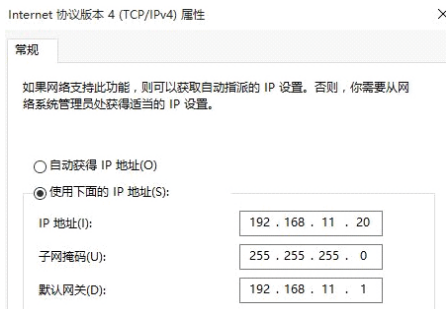 Internet 协议版本 4 (TCP/IPv4) 属性
常规
如果网络支持此功能，则可以获取自动指派的 IP 设置。否则，你需要从网
络系统管理员处获得适当的 IP 设置。
自动获得 IP 地址(O)
使用下面的 IP 地址(S):
IP 地址(I): 192 . 168 . 11 . 20
子网掩码(U): 255 . 255 . 255 . 0
默认网关(D): 192 . 168 . 11 . 1